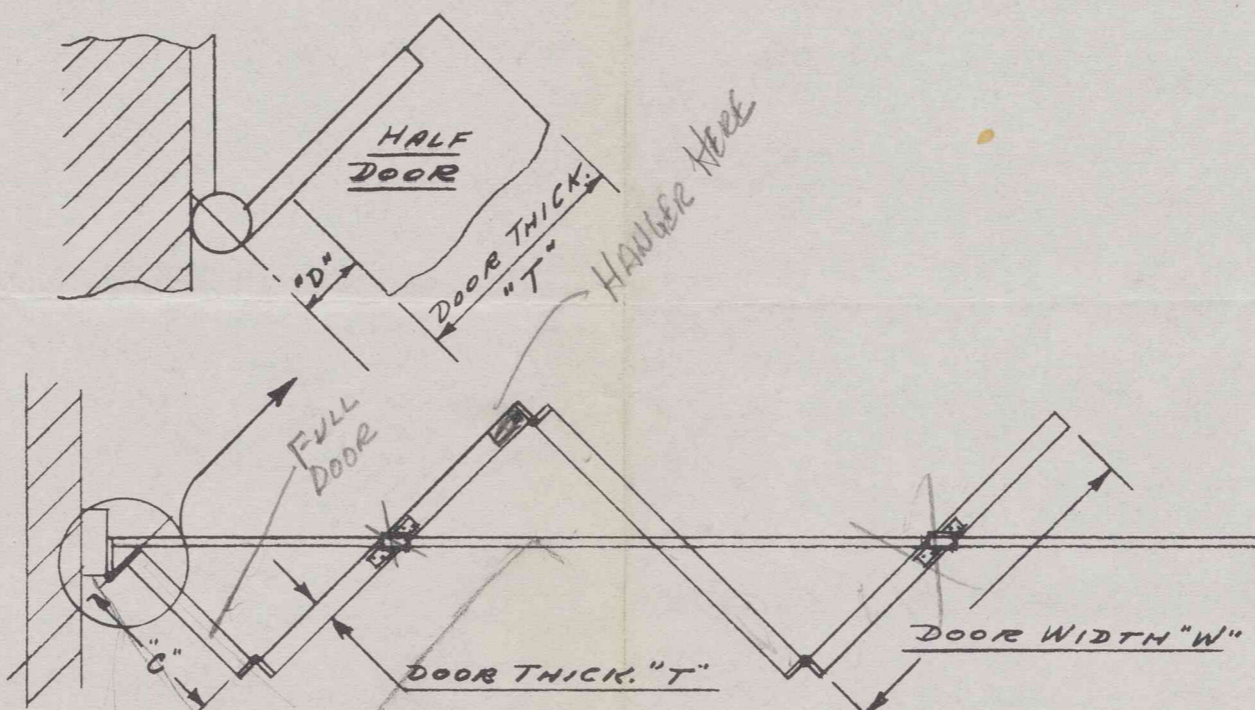 HALF
DOOR
"D"
DOOR THICK.
"T"
HANGER HERE
FULL
DOOR
"C"
DOOR THICK. "T"
DOOR WIDTH "W"